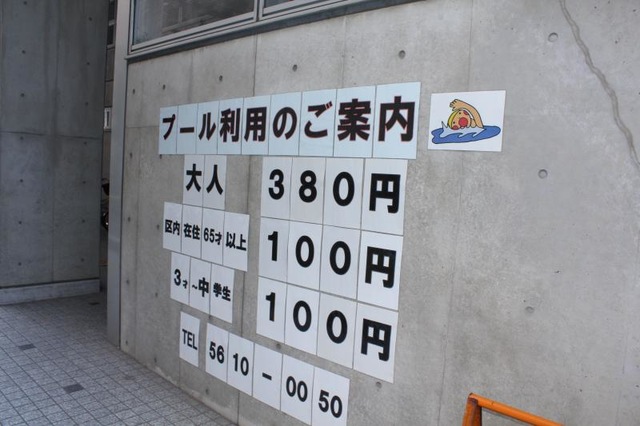 プール利用のご案内
大人 380円
区内在住65才以上 100円
3才~中学生 100円
TEL 5610-0050